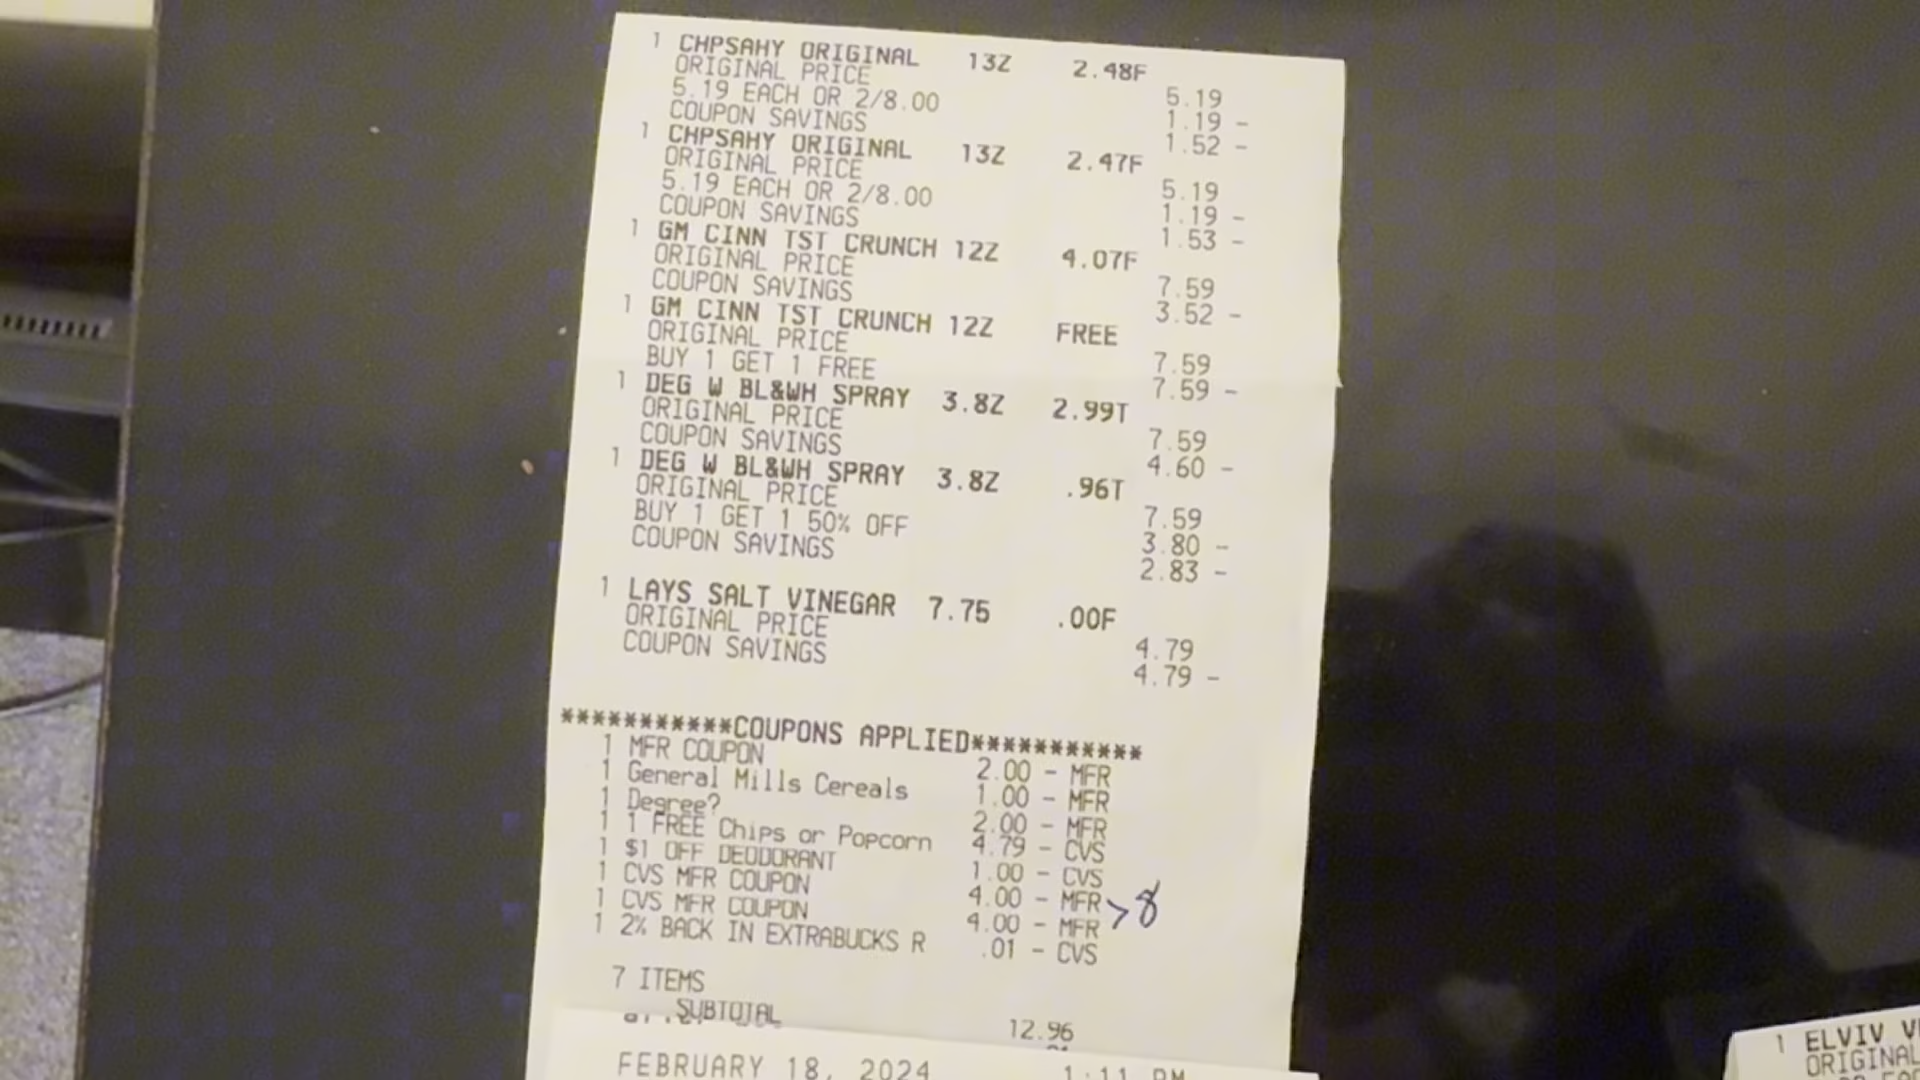 1 CHPSAHY ORIGINAL 13Z 2.48F
ORIGINAL PRICE 5.19
5.19 EACH OR 2/8.00 1.19 -
COUPON SAVINGS 1.52 -
1 CHPSAHY ORIGINAL 13Z 2.47F
ORIGINAL PRICE 5.19
5.19 EACH OR 2/8.00 1.19 -
COUPON SAVINGS 1.53 -
1 GM CINN TST CRUNCH 12Z 4.07F
ORIGINAL PRICE 7.59
COUPON SAVINGS 3.52 -
1 GM CINN TST CRUNCH 12Z FREE
ORIGINAL PRICE 7.59
BUY 1 GET 1 FREE 7.59 -
1 DEG W BL&WH SPRAY 3.8Z 2.99T
ORIGINAL PRICE 7.59
COUPON SAVINGS 4.60 -
1 DEG W BL&WH SPRAY 3.8Z .96T
ORIGINAL PRICE 7.59
BUY 1 GET 1 50% OFF 3.80 -
COUPON SAVINGS 2.83 -
1 LAYS SALT VINEGAR 7.75 .00F
ORIGINAL PRICE 4.79
COUPON SAVINGS 4.79 -
***********COUPONS APPLIED***********
1 MFR COUPON 2.00 - MFR
1 General Mills Cereals 1.00 - MFR
1 Degree? 2.00 - MFR
1 1 FREE Chips or Popcorn 4.79 - CVS
1 $1 OFF DEODORANT 1.00 - CVS
1 CVS MFR COUPON 4.00 - MFR > 8
1 CVS MFR COUPON 4.00 - MFR
1 2% BACK IN EXTRABUCKS R .01 - CVS
7 ITEMS
SUBTOTAL 12.96
FEBRUARY 18, 2024 1:11 PM
1 ELVIV
ORIGINAL